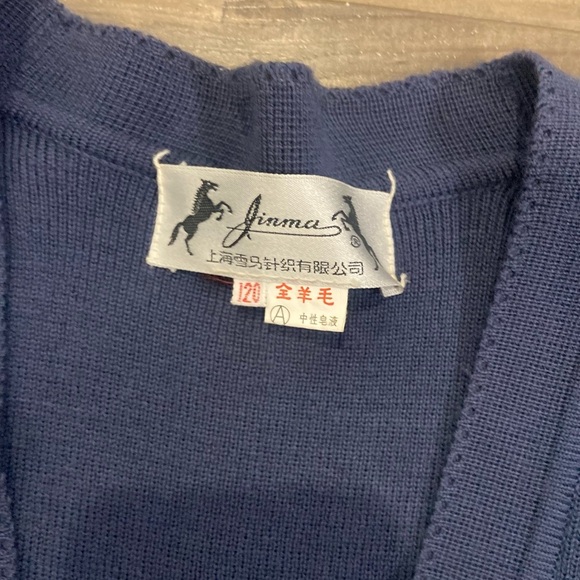 Jinma ®
上海雪马针织有限公司
120 全羊毛
Ⓐ 中性皂液